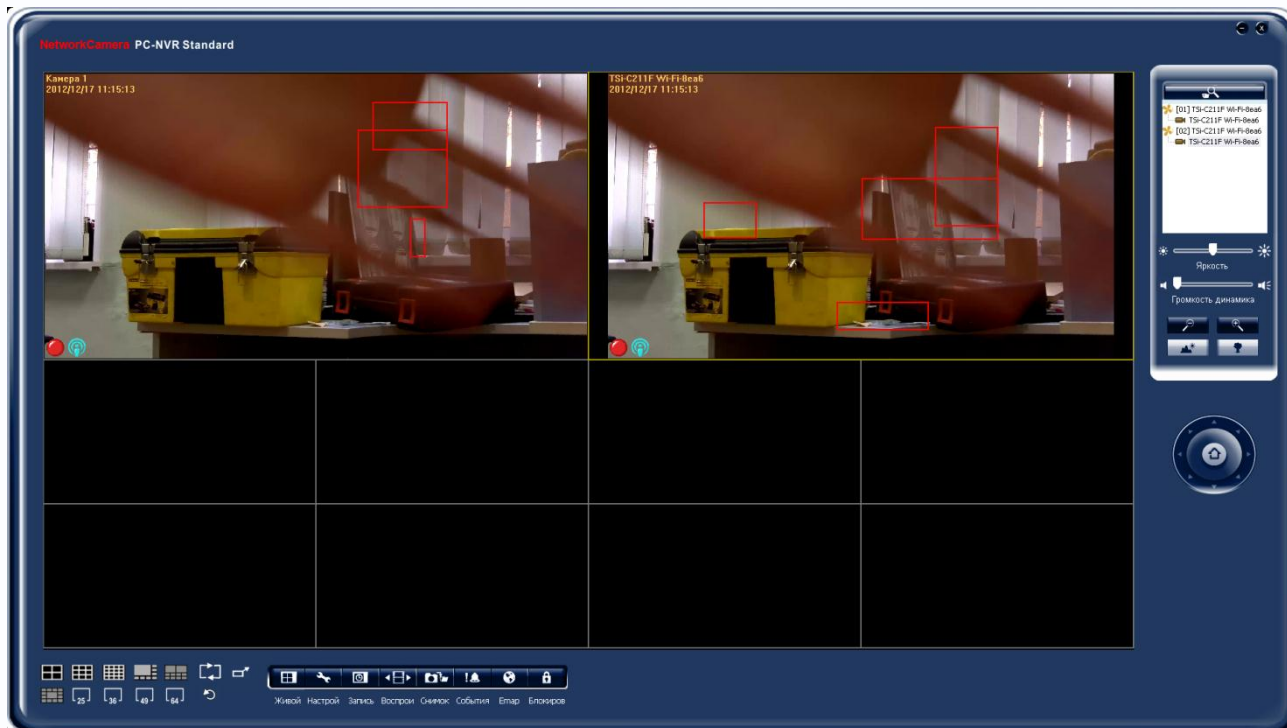 NetworkCamera PC-NVR Standard
Камера 1
2012/12/17 11:15:13
TSi-C211F Wi-Fi-8ea6
2012/12/17 11:15:13
[01] TSi-C211F Wi-Fi-8ea6
TSi-C211F Wi-Fi-8ea6
[02] TSi-C211F Wi-Fi-8ea6
TSi-C211F Wi-Fi-8ea6
Яркость
Громкость динамика
25 36 49 64
Живой Настрой Запись Воспрои Снимок События Emap Блокиров